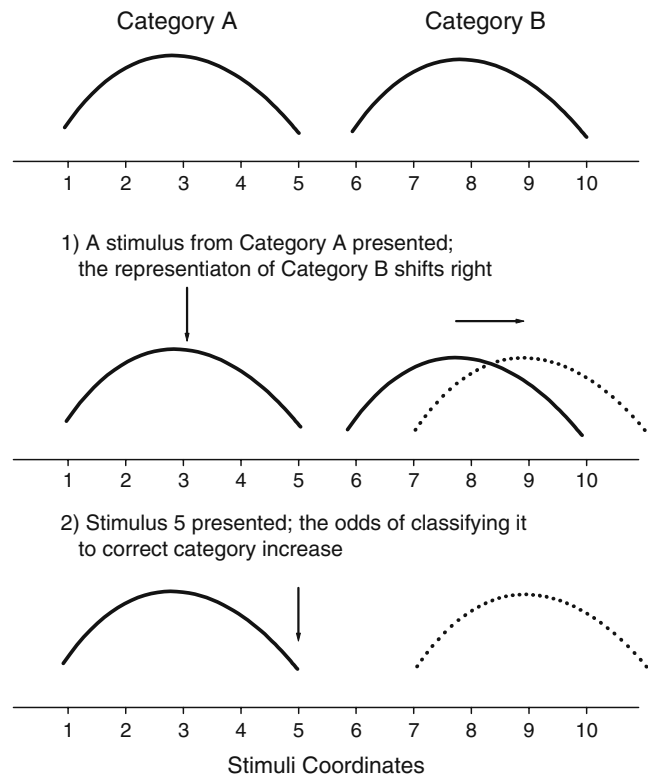 Category A Category B
1 2 3 4 5 6 7 8 9 10
1) A stimulus from Category A presented;
the representiaton of Category B shifts right
1 2 3 4 5 6 7 8 9 10
2) Stimulus 5 presented; the odds of classifying it
to correct category increase
1 2 3 4 5 6 7 8 9 10
Stimuli Coordinates